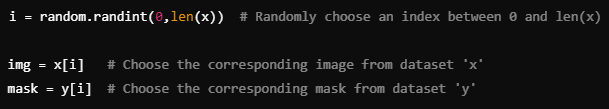 i = random.randint(0,len(x))  # Randomly choose an index between 0 and len(x)
img = x[i]   # Choose the corresponding image from dataset 'x'
mask = y[i]  # Choose the corresponding mask from dataset 'y'